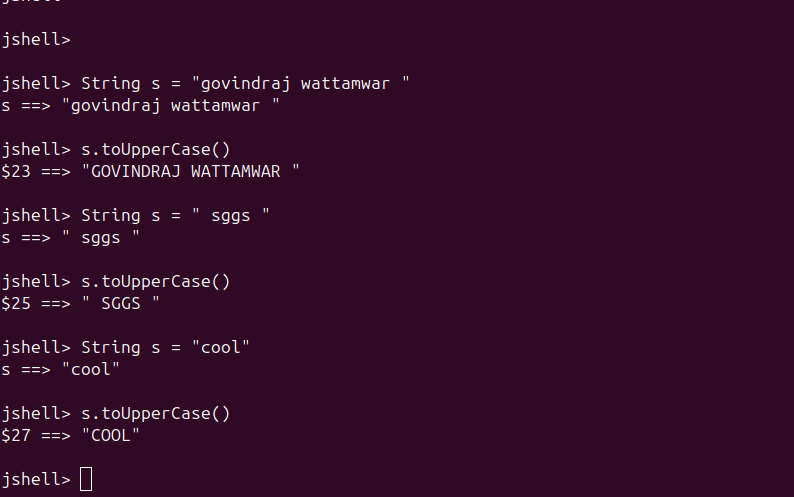 jshell>
jshell> String s = "govindraj wattamwar "
s ==> "govindraj wattamwar "
jshell> s.toUpperCase()
$23 ==> "GOVINDRAJ WATTAMWAR "
jshell> String s = " sggs "
s ==> " sggs "
jshell> s.toUpperCase()
$25 ==> " SGGS "
jshell> String s = "cool"
s ==> "cool"
jshell> s.toUpperCase()
$27 ==> "COOL"
jshell>